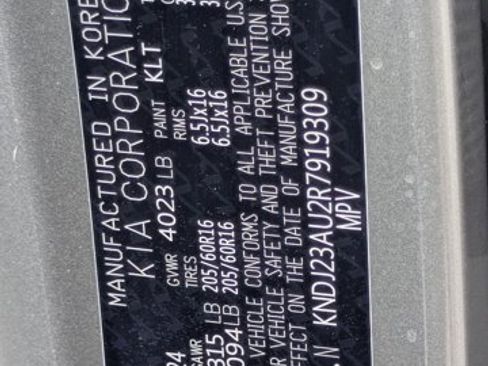 MANUFACTURED IN KORE
KIA CORPORATIO
GVWR 4023 LB PAINT KLT
TIRES RIMS
315 LB 205/60R16 6.5Jx16
094 LB 205/60R16 6.5Jx16
VEHICLE CONFORMS TO ALL APPLICABLE U.S
R VEHICLE SAFETY AND THEFT PREVENTION
EFFECT ON THE DATE OF MANUFACTURE SHOW
N KNDJ23AU2R7919309
MPV
24
GAWR